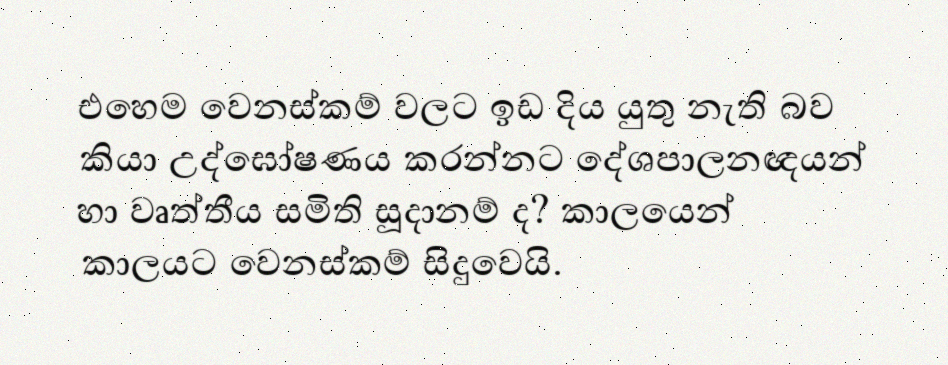 එහෙම වෙනස්කම් වලට ඉඩ දිය යුතු නැති බව
කියා උද්ඝෝෂණය කරන්නට දේශපාලනඥයන්
හා වෘත්තීය සමිති සූදානම් ද? කාලයෙන්
කාලයට වෙනස්කම් සිදුවෙයි.